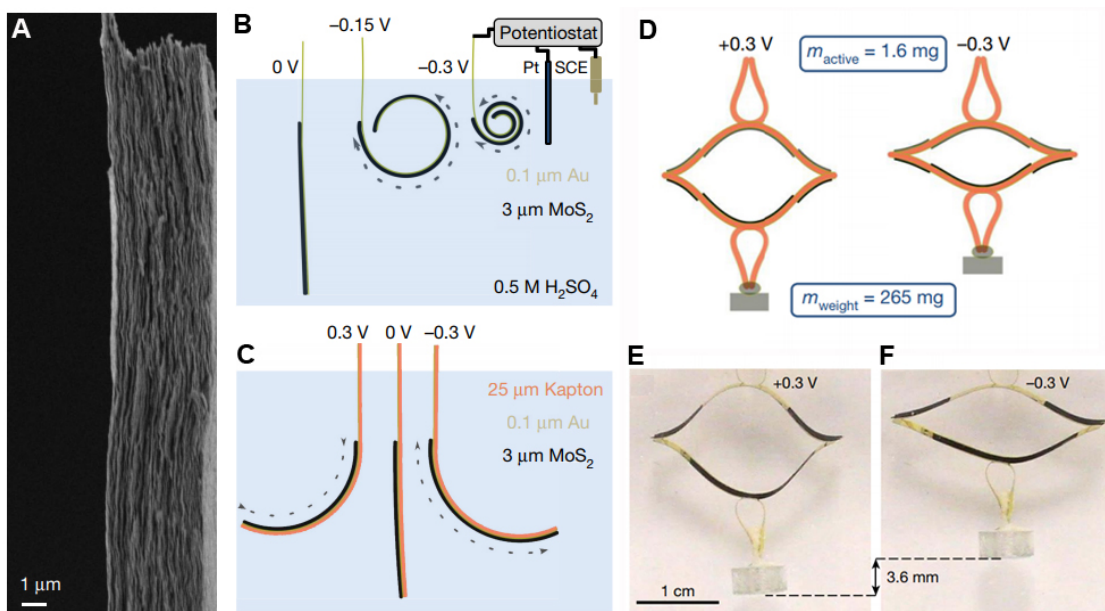 A
1 μm
B
0 V
−0.15 V
−0.3 V
Potentiostat
Pt
SCE
0.1 μm Au
3 μm MoS₂
0.5 M H₂SO₄
C
0.3 V
0 V
−0.3 V
25 μm Kapton
0.1 μm Au
3 μm MoS₂
D
+0.3 V
m_active = 1.6 mg
−0.3 V
m_weight = 265 mg
E
+0.3 V
1 cm
F
−0.3 V
3.6 mm